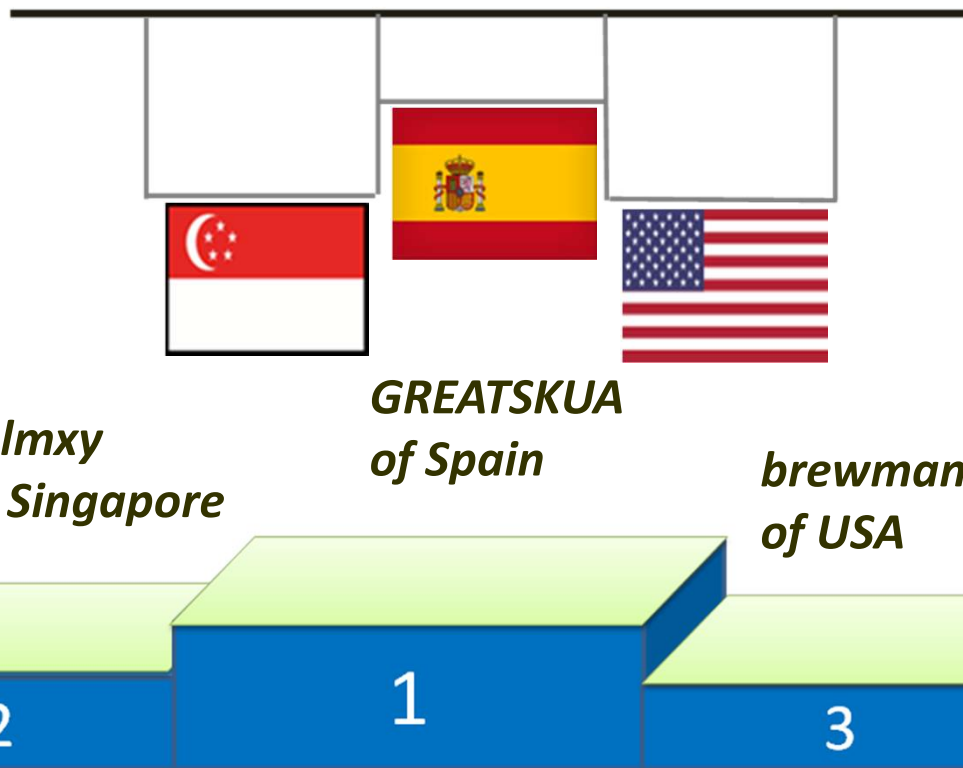 GREATSKUA
of Spain
lmxy
Singapore
brewman
of USA
1
2
3